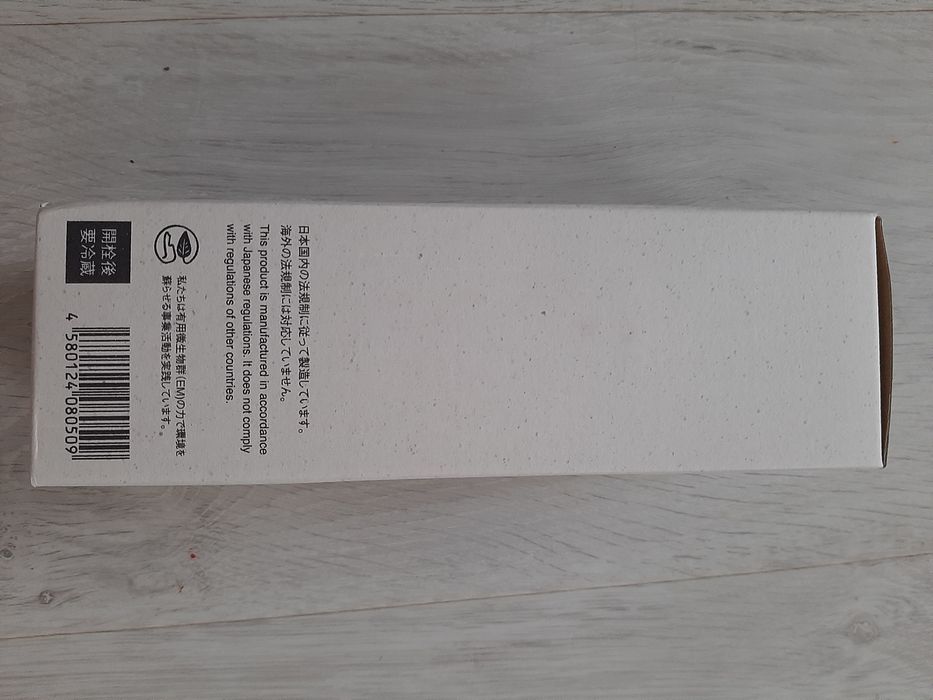 日本国内の法規制に従って製造しています。
海外の法規制には対応していません。
This product is manufactured in accordance
with Japanese regulations. It does not comply
with regulations of other countries.
私たちは有用微生物群(EM)の力で環境を
蘇らせる事業活動を実践しています。
開栓後
要冷蔵
4 580124 080509